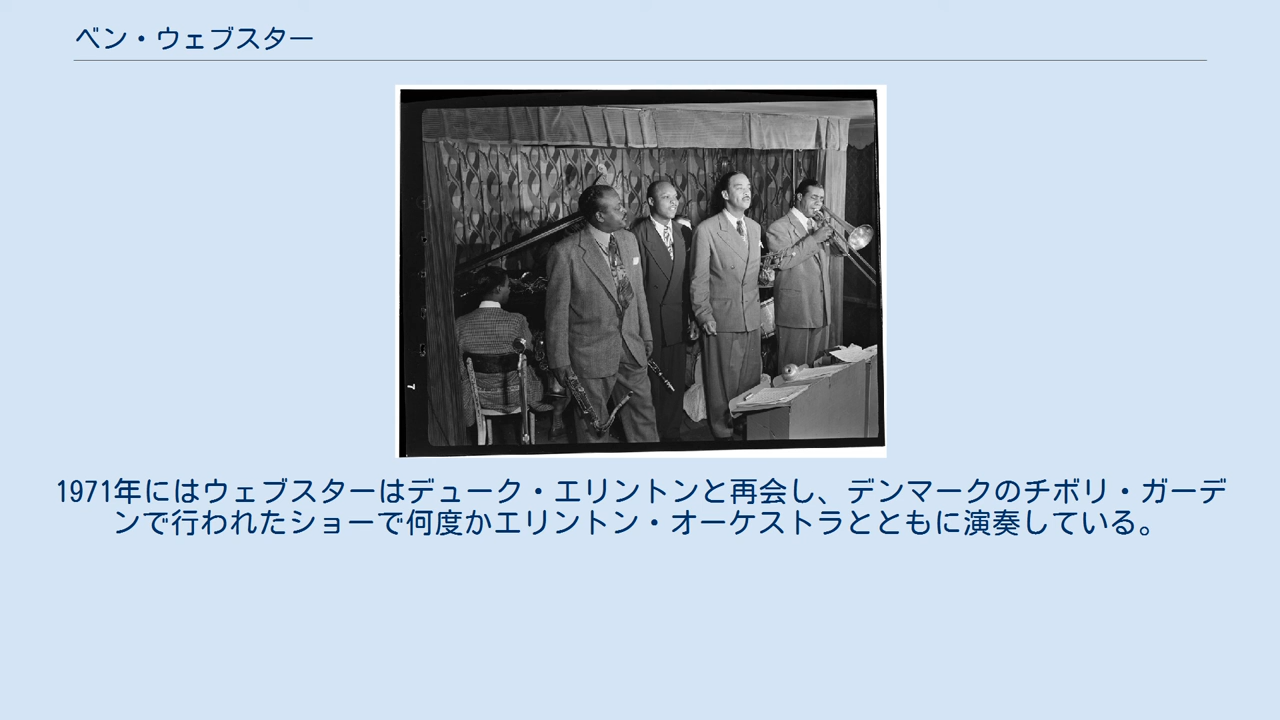 ベン・ウェブスター
7
1971年にはウェブスターはデューク・エリントンと再会し、デンマークのチボリ・ガーデ
ンで行われたショーで何度かエリントン・オーケストラとともに演奏している。